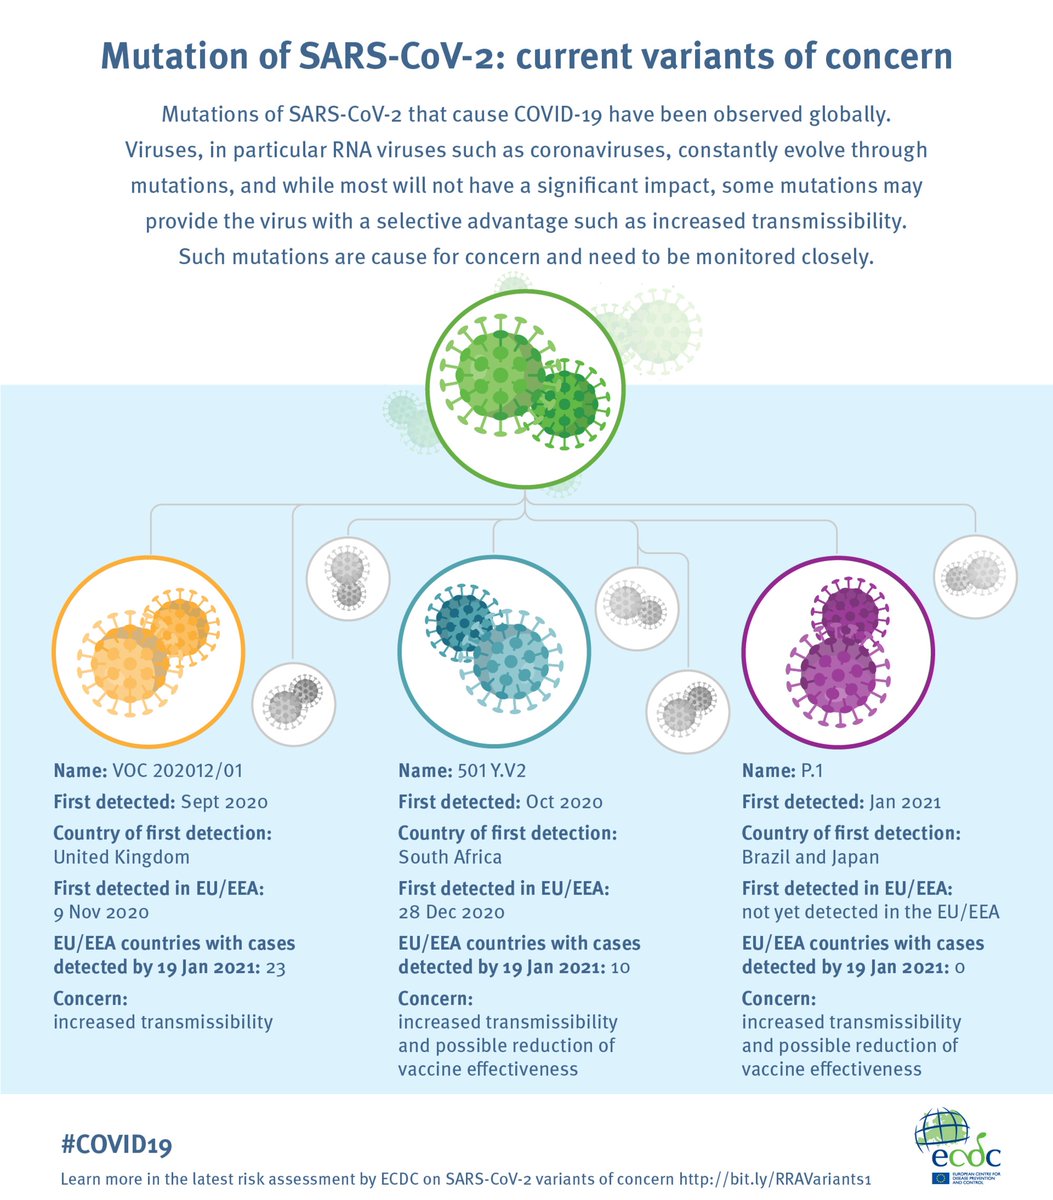 Mutation of SARS-CoV-2: current variants of concern
Mutations of SARS-CoV-2 that cause COVID-19 have been observed globally.
Viruses, in particular RNA viruses such as coronaviruses, constantly evolve through
mutations, and while most will not have a significant impact, some mutations may
provide the virus with a selective advantage such as increased transmissibility.
Such mutations are cause for concern and need to be monitored closely.
Name: VOC 202012/01
First detected: Sept 2020
Country of first detection:
United Kingdom
First detected in EU/EEA:
9 Nov 2020
EU/EEA countries with cases
detected by 19 Jan 2021: 23
Concern:
increased transmissibility
Name: 501 Y.V2
First detected: Oct 2020
Country of first detection:
South Africa
First detected in EU/EEA:
28 Dec 2020
EU/EEA countries with cases
detected by 19 Jan 2021: 10
Concern:
increased transmissibility
and possible reduction of
vaccine effectiveness
Name: P.1
First detected: Jan 2021
Country of first detection:
Brazil and Japan
First detected in EU/EEA:
not yet detected in the EU/EEA
EU/EEA countries with cases
detected by 19 Jan 2021: 0
Concern:
increased transmissibility
and possible reduction of
vaccine effectiveness
#COVID19
Learn more in the latest risk assessment by ECDC on SARS-CoV-2 variants of concern http://bit.ly/RRAVariants1
ecdc
EUROPEAN CENTRE FOR
DISEASE PREVENTION
AND CONTROL